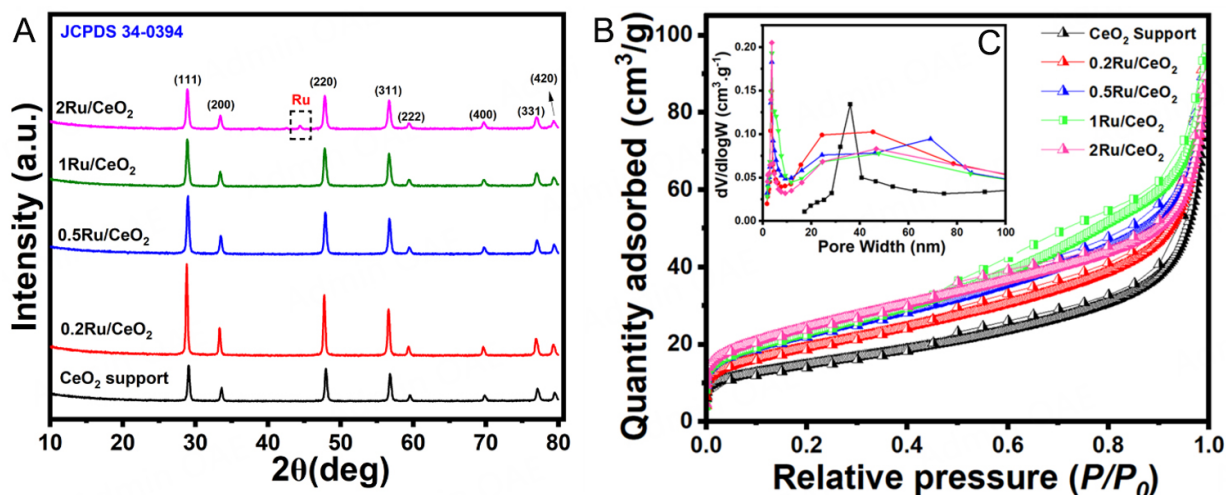 A
JCPDS 34-0394
Intensity (a.u.)
2Ru/CeO₂
1Ru/CeO₂
0.5Ru/CeO₂
0.2Ru/CeO₂
CeO₂ support
(111)
(200)
Ru
(220)
(311)
(222)
(400)
(331)
(420)
10 20 30 40 50 60 70 80
2θ(deg)
B
Quantity adsorbed (cm³/g)
100
80
60
40
20
0
0.0 0.2 0.4 0.6 0.8 1.0
Relative pressure (P/P₀)
CeO₂ Support
0.2Ru/CeO₂
0.5Ru/CeO₂
1Ru/CeO₂
2Ru/CeO₂
C
dV/dlogW (cm³.g⁻¹)
0.20
0.15
0.10
0.05
0.00
0 20 40 60 80 100
Pore Width (nm)